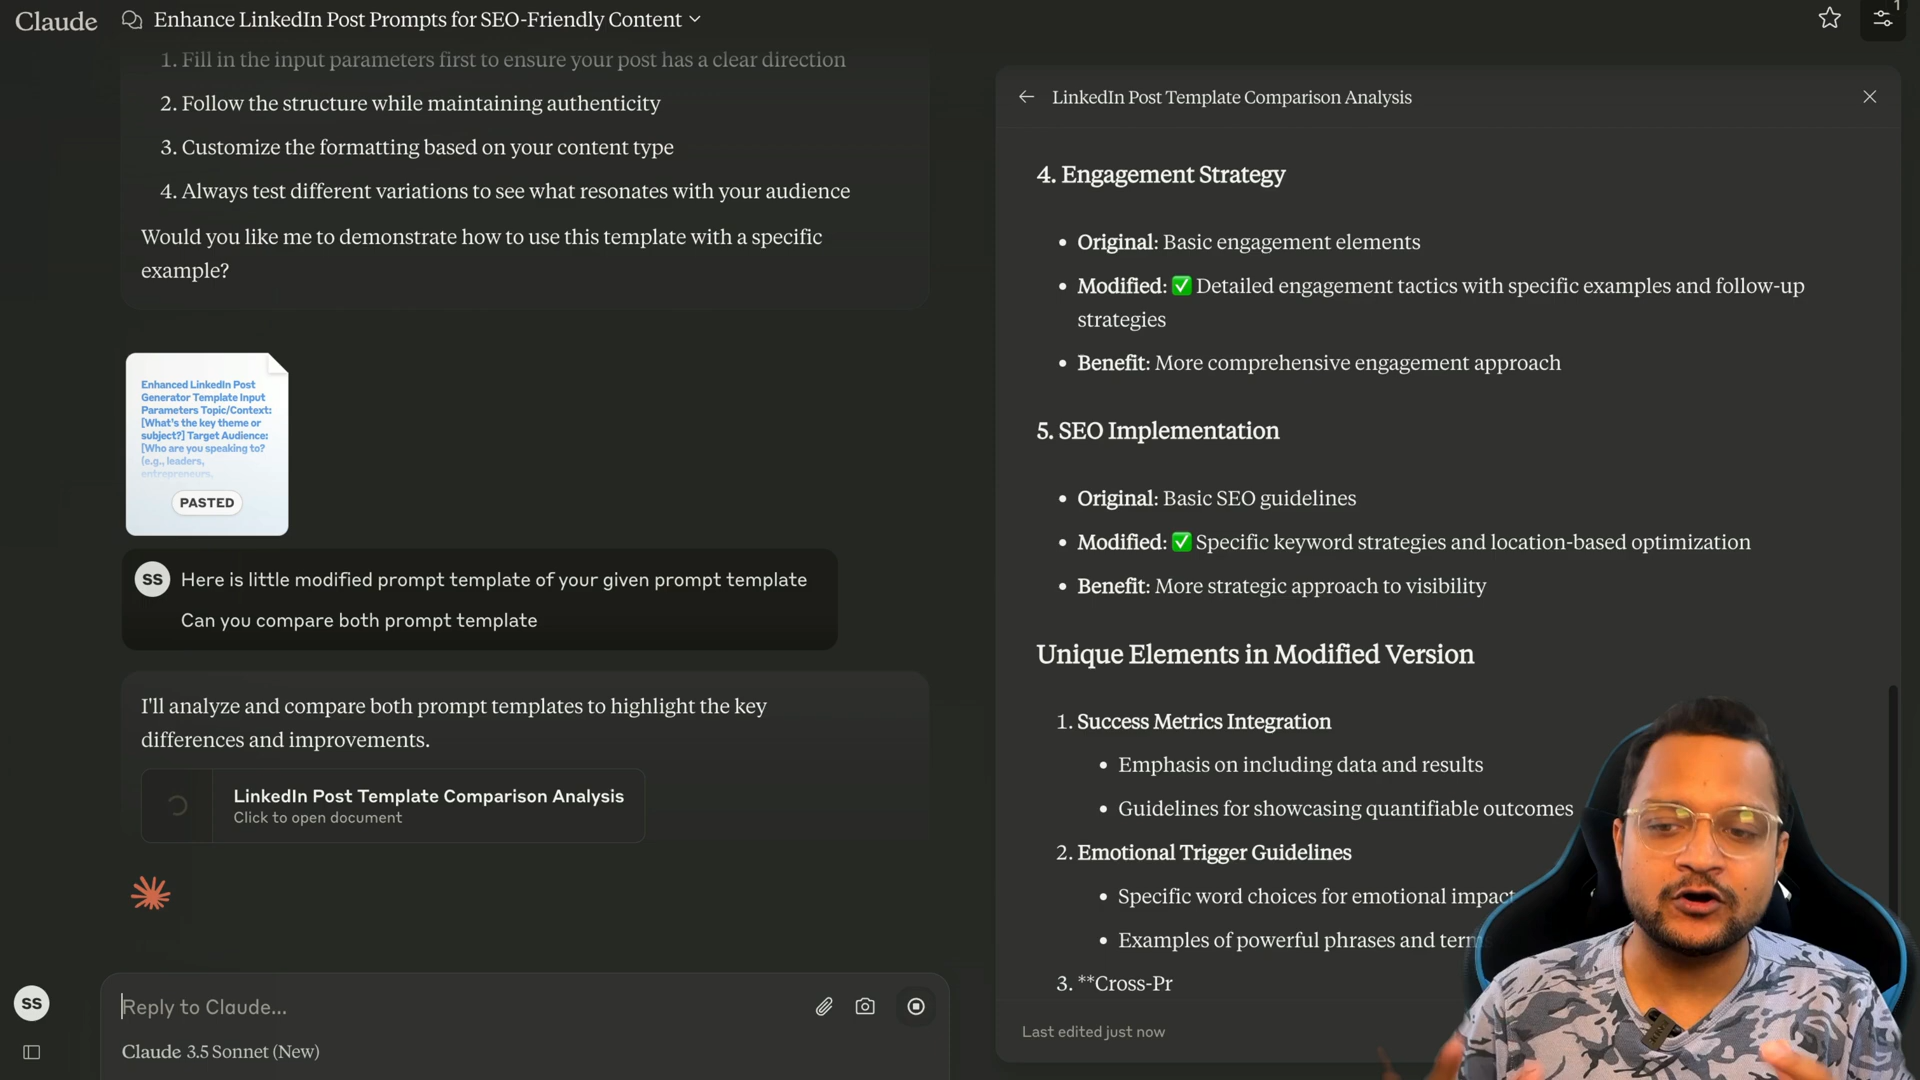 Claude
Enhance LinkedIn Post Prompts for SEO-Friendly Content
1
1. Fill in the input parameters first to ensure your post has a clear direction
2. Follow the structure while maintaining authenticity
3. Customize the formatting based on your content type
4. Always test different variations to see what resonates with your audience
Would you like me to demonstrate how to use this template with a specific
example?
Enhanced LinkedIn Post
Generator Template Input
Parameters Topic/Context:
[What's the key theme or
subject?] Target Audience:
[Who are you speaking to?
(e.g., leaders,
entrepreneurs,
PASTED
SS
Here is little modified prompt template of your given prompt template
Can you compare both prompt template
I'll analyze and compare both prompt templates to highlight the key
differences and improvements.
LinkedIn Post Template Comparison Analysis
Click to open document
SS
Reply to Claude...
Claude 3.5 Sonnet (New)
LinkedIn Post Template Comparison Analysis
4. Engagement Strategy
• Original: Basic engagement elements
• Modified: ✅ Detailed engagement tactics with specific examples and follow-up
strategies
• Benefit: More comprehensive engagement approach
5. SEO Implementation
• Original: Basic SEO guidelines
• Modified: ✅ Specific keyword strategies and location-based optimization
• Benefit: More strategic approach to visibility
Unique Elements in Modified Version
1. Success Metrics Integration
• Emphasis on including data and results
• Guidelines for showcasing quantifiable outcomes
2. Emotional Trigger Guidelines
• Specific word choices for emotional impact
• Examples of powerful phrases and term
3. **Cross-Pr
Last edited just now